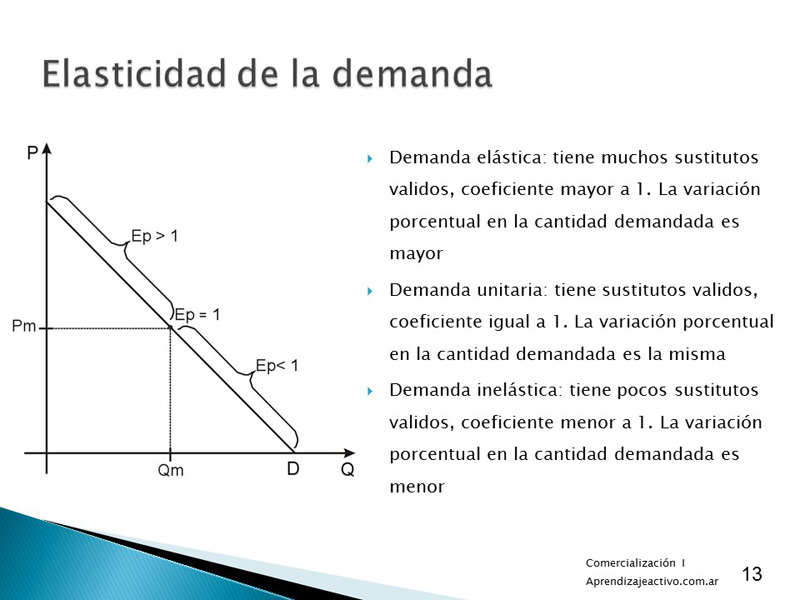 Elasticidad de la demanda
P
Ep > 1
Ep = 1
Pm
Ep< 1
Qm
D
Q
Demanda elástica: tiene muchos sustitutos
validos, coeficiente mayor a 1. La variación
porcentual en la cantidad demandada es
mayor
Demanda unitaria: tiene sustitutos validos,
coeficiente igual a 1. La variación porcentual
en la cantidad demandada es la misma
Demanda inelástica: tiene pocos sustitutos
validos, coeficiente menor a 1. La variación
porcentual en la cantidad demandada es
menor
Comercialización I
Aprendizajeactivo.com.ar
13